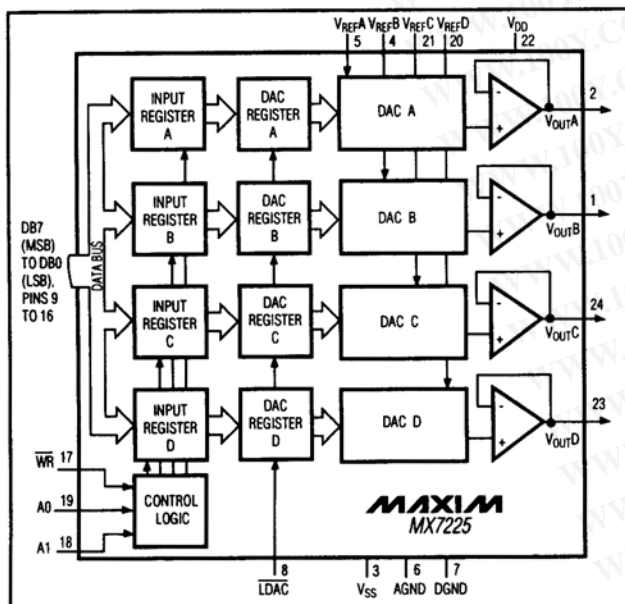 VREFA VREFB VREFC VREFD VDD
5 4 21 20 22
INPUT REGISTER A
DAC REGISTER A
DAC A
-
+
2
VOUTA
INPUT REGISTER B
DAC REGISTER B
DAC B
-
+
1
VOUTB
DB7
(MSB)
TO DB0
(LSB),
PINS 9
TO 16
DATA BUS
INPUT REGISTER C
DAC REGISTER C
DAC C
-
+
24
VOUTC
INPUT REGISTER D
DAC REGISTER D
DAC D
-
+
23
VOUTD
WR 17
A0 19
A1 18
CONTROL LOGIC
MAXIM
MX7225
8 3 6 7
LDAC VSS AGND DGND
WWW.100Y.CO